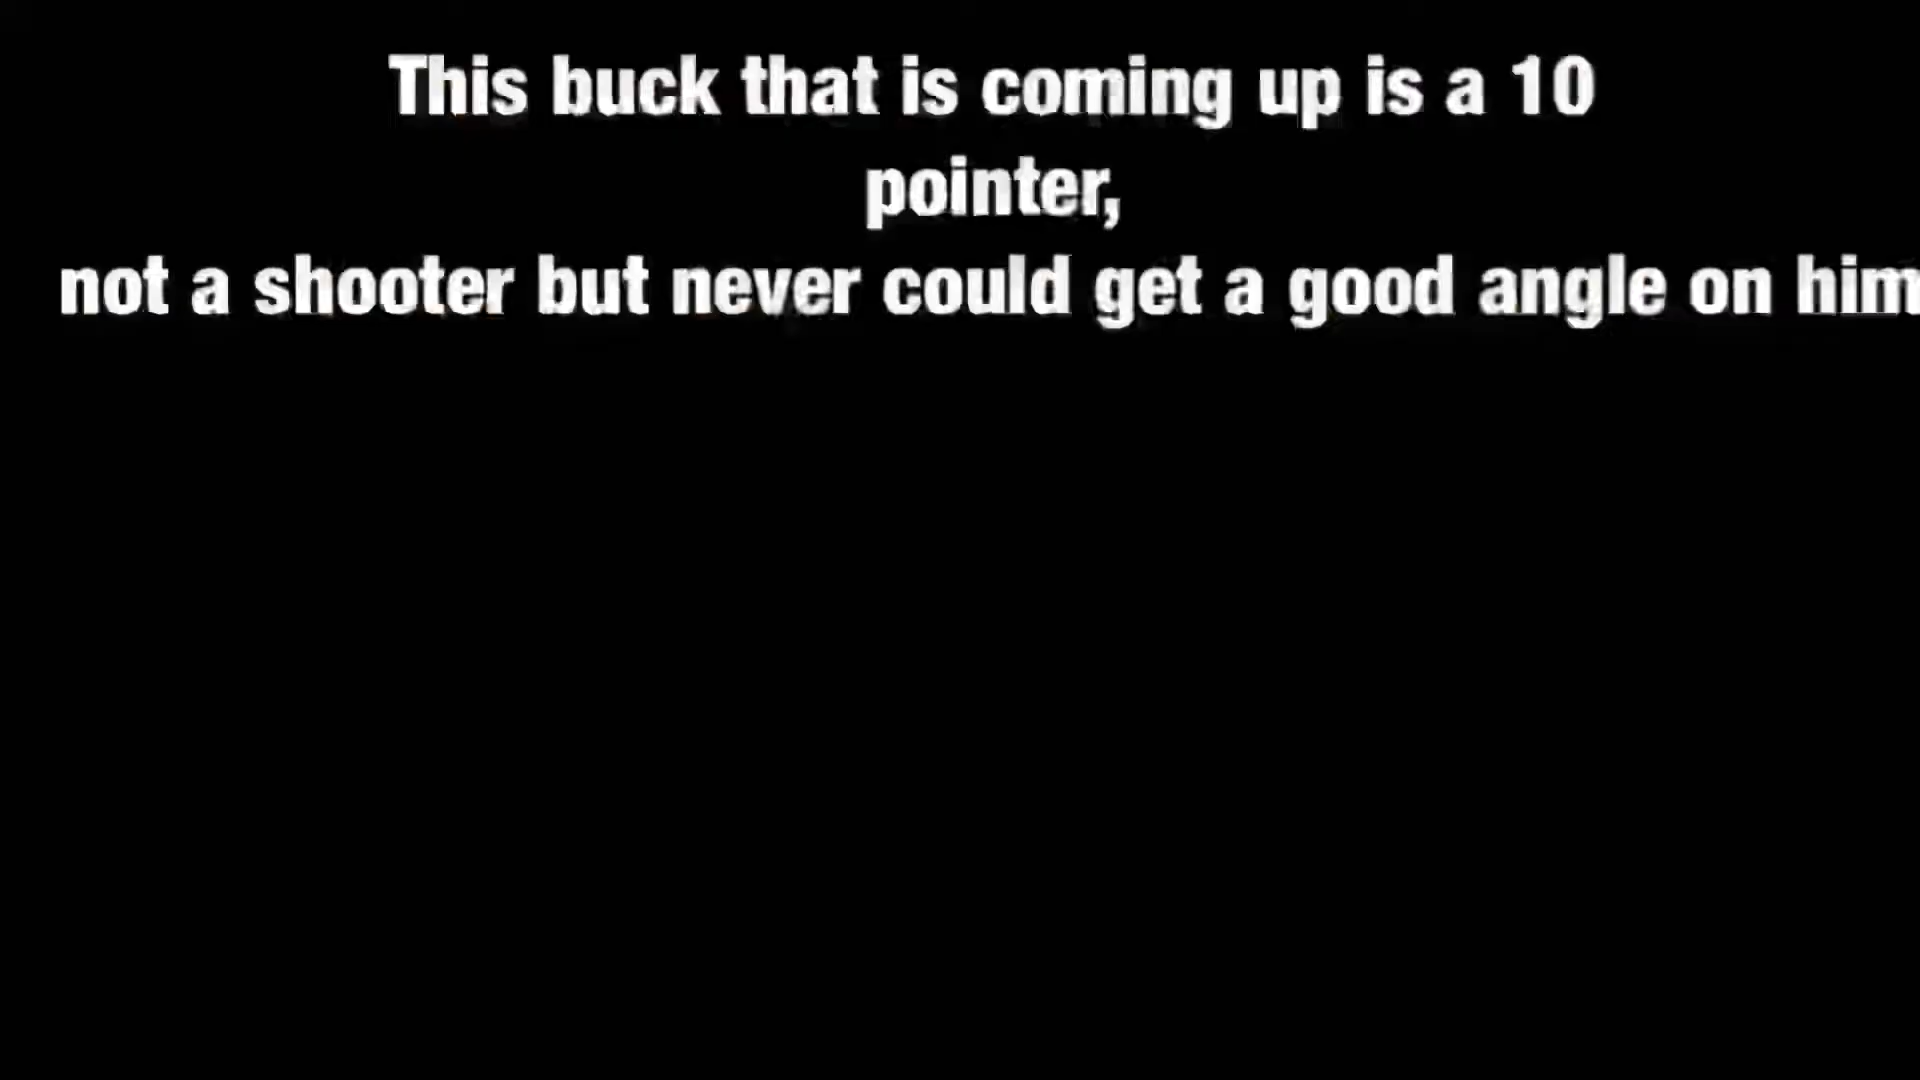 This buck that is coming up is a 10
pointer,
not a shooter but never could get a good angle on him